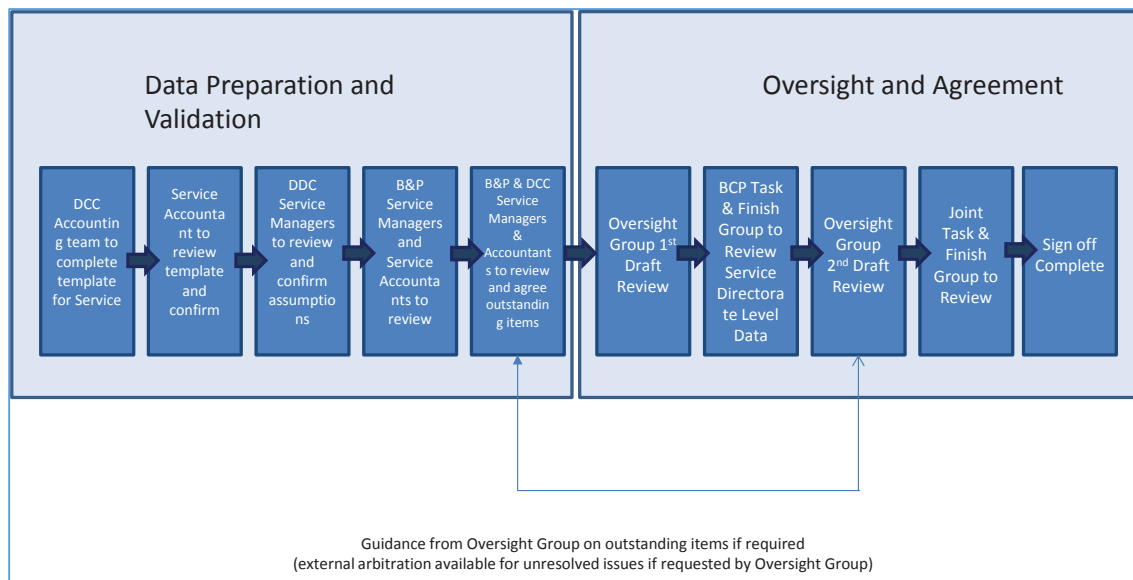 Data Preparation and
Validation
Oversight and Agreement
DCC
Accountin
g team to
complete
template
for Service
Service
Accounta
nt to
review
template
and
confirm
DDC
Service
Managers
to review
and
confirm
assumpti
ons
B&P
Service
Managers
and
Service
Accounta
nts to
review
B&P & DCC
Service
Managers
&
Accountant
s to review
and agree
outstandin
g items
Oversight
Group 1st
Draft
Review
BCP Task
& Finish
Group to
Review
Service
Directora
te Level
Data
Oversight
Group
2nd Draft
Review
Joint
Task &
Finish
Group to
Review
Sign off
Complete
Guidance from Oversight Group on outstanding items if required
(external arbitration available for unresolved issues if requested by Oversight Group)